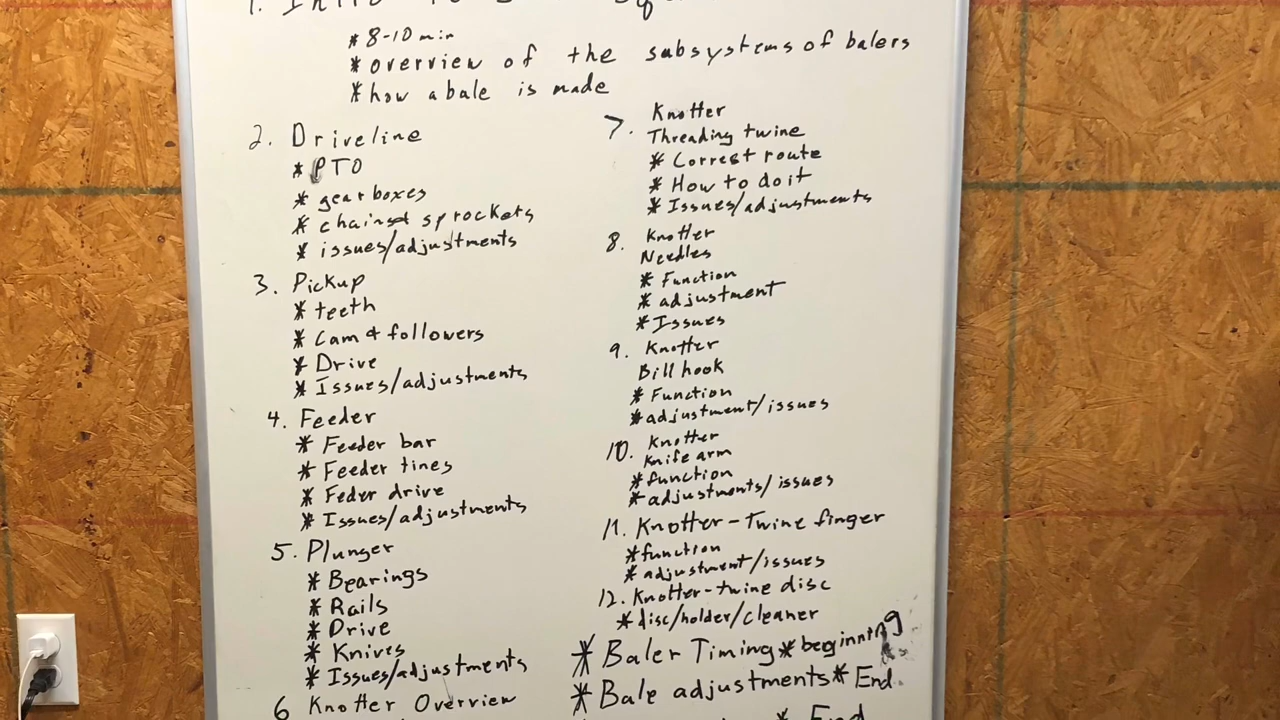 1. Intro to
* 8-10 min
* overview of the subsystems of balers
* how a bale is made
2. Driveline
* PTO
* gear boxes
* chains & sprockets
* issues/adjustments
3. Pickup
* teeth
* Cam & followers
* Drive
* Issues/adjustments
4. Feeder
* Feeder bar
* Feeder tines
* Feder drive
* Issues/adjustments
5. Plunger
* Bearings
* Rails
* Drive
* Knives
* Issues/adjustments
6 Knotter Overview
7. Knotter
Threading twine
* Correct route
* How to do it
* Issues/adjustments
8. Knotter
Needles
* Function
* adjustment
* Issues
9. Knotter
Bill hook
* Function
* adjustment/issues
10. Knotter
Knife arm
* function
* adjustments/issues
11. Knotter-Twine finger
* function
* adjustment/issues
12. Knotter-twine disc
* disc/holder/cleaner
* Baler Timing * beginning
* Bale adjustments * End.
* End